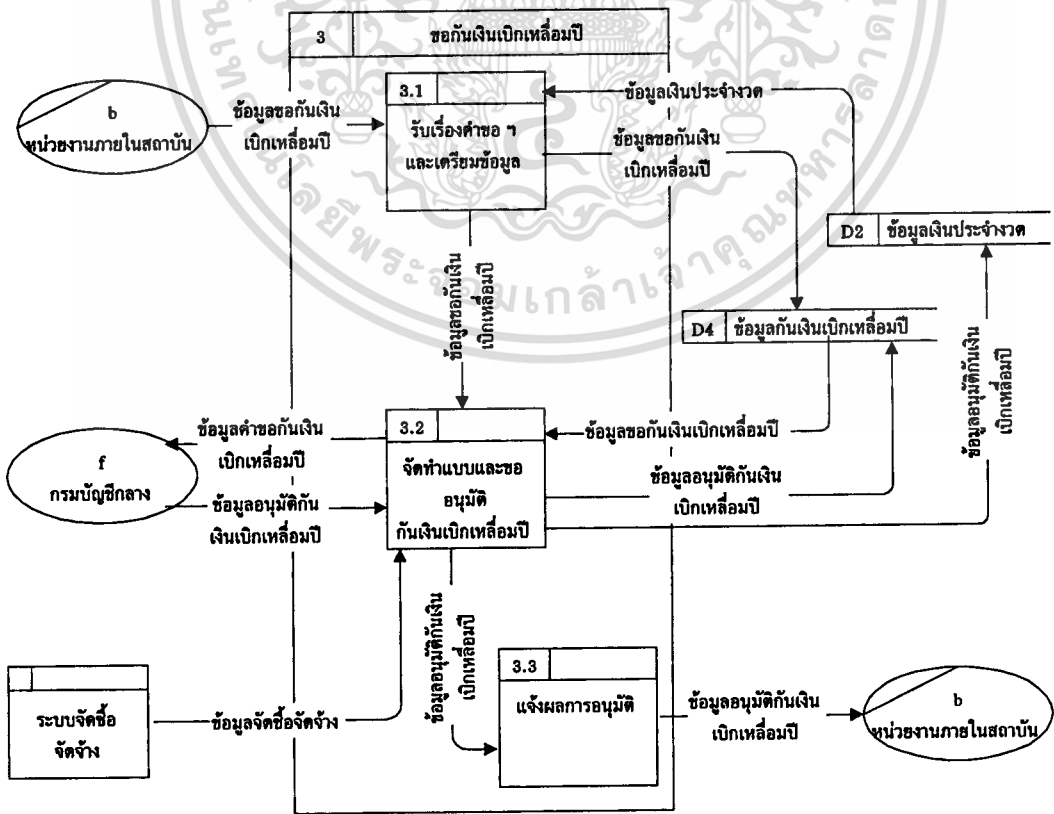 3 ขอกันเงินเบิกเหลื่อมปี
3.1
รับเรื่องคำขอ ฯ
และเตรียมข้อมูล
b
หน่วยงานภายในสถาบัน
ข้อมูลขอกันเงิน
เบิกเหลื่อมปี
ข้อมูลเงินประจำงวด
ข้อมูลขอกันเงิน
เบิกเหลื่อมปี
D2 ข้อมูลเงินประจำงวด
D4 ข้อมูลกันเงินเบิกเหลื่อมปี
ข้อมูลขอกันเงิน
เบิกเหลื่อมปี
ข้อมูลอนุมัติกันเงิน
เบิกเหลื่อมปี
3.2
จัดทำแบบและขอ
อนุมัติ
กันเงินเบิกเหลื่อมปี
ข้อมูลคำขอกันเงิน
เบิกเหลื่อมปี
f
กรมบัญชีกลาง
ข้อมูลอนุมัติกัน
เงินเบิกเหลื่อมปี
ข้อมูลขอกันเงินเบิกเหลื่อมปี
ข้อมูลอนุมัติกันเงิน
เบิกเหลื่อมปี
ข้อมูลอนุมัติกันเงิน
เบิกเหลื่อมปี
ระบบจัดซื้อ
จัดจ้าง
ข้อมูลจัดซื้อจัดจ้าง
3.3
แจ้งผลการอนุมัติ
ข้อมูลอนุมัติกันเงิน
เบิกเหลื่อมปี
b
หน่วยงานภายในสถาบัน